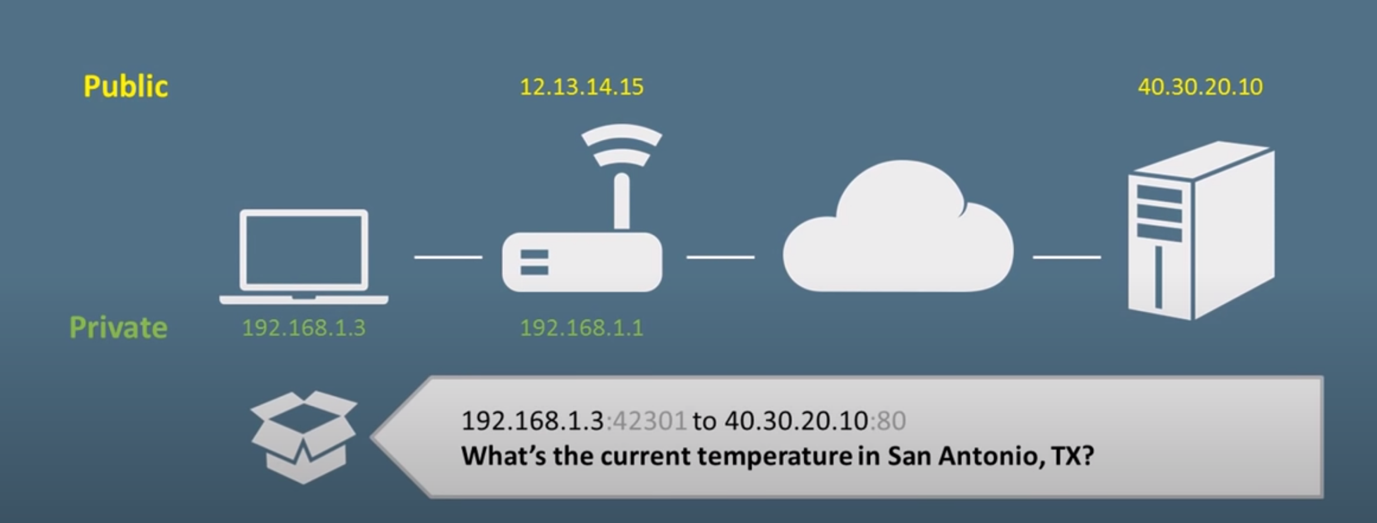 Public
12.13.14.15
40.30.20.10
Private
192.168.1.3
192.168.1.1
192.168.1.3:42301 to 40.30.20.10:80
What's the current temperature in San Antonio, TX?